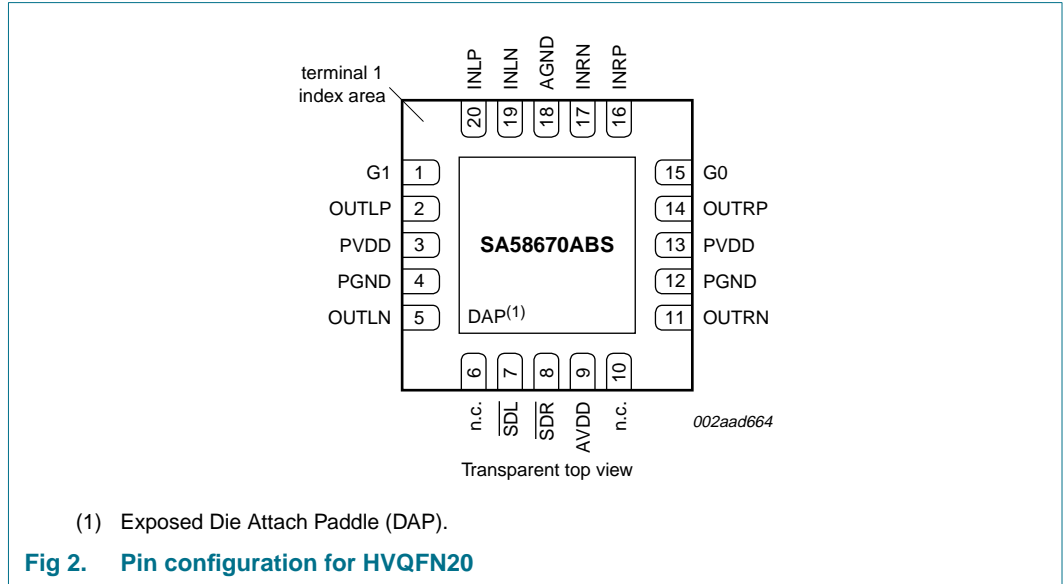 terminal 1
index area
INLP
INLN
AGND
INRN
INRP
20
19
18
17
16
G1 1
15 G0
OUTLP 2
14 OUTRP
PVDD 3
SA58670ABS
13 PVDD
PGND 4
12 PGND
OUTLN 5
DAP(1)
11 OUTRN
6
7
8
9
10
n.c.
SDL
SDR
AVDD
n.c.
002aad664
Transparent top view
(1) Exposed Die Attach Paddle (DAP).
Fig 2. Pin configuration for HVQFN20